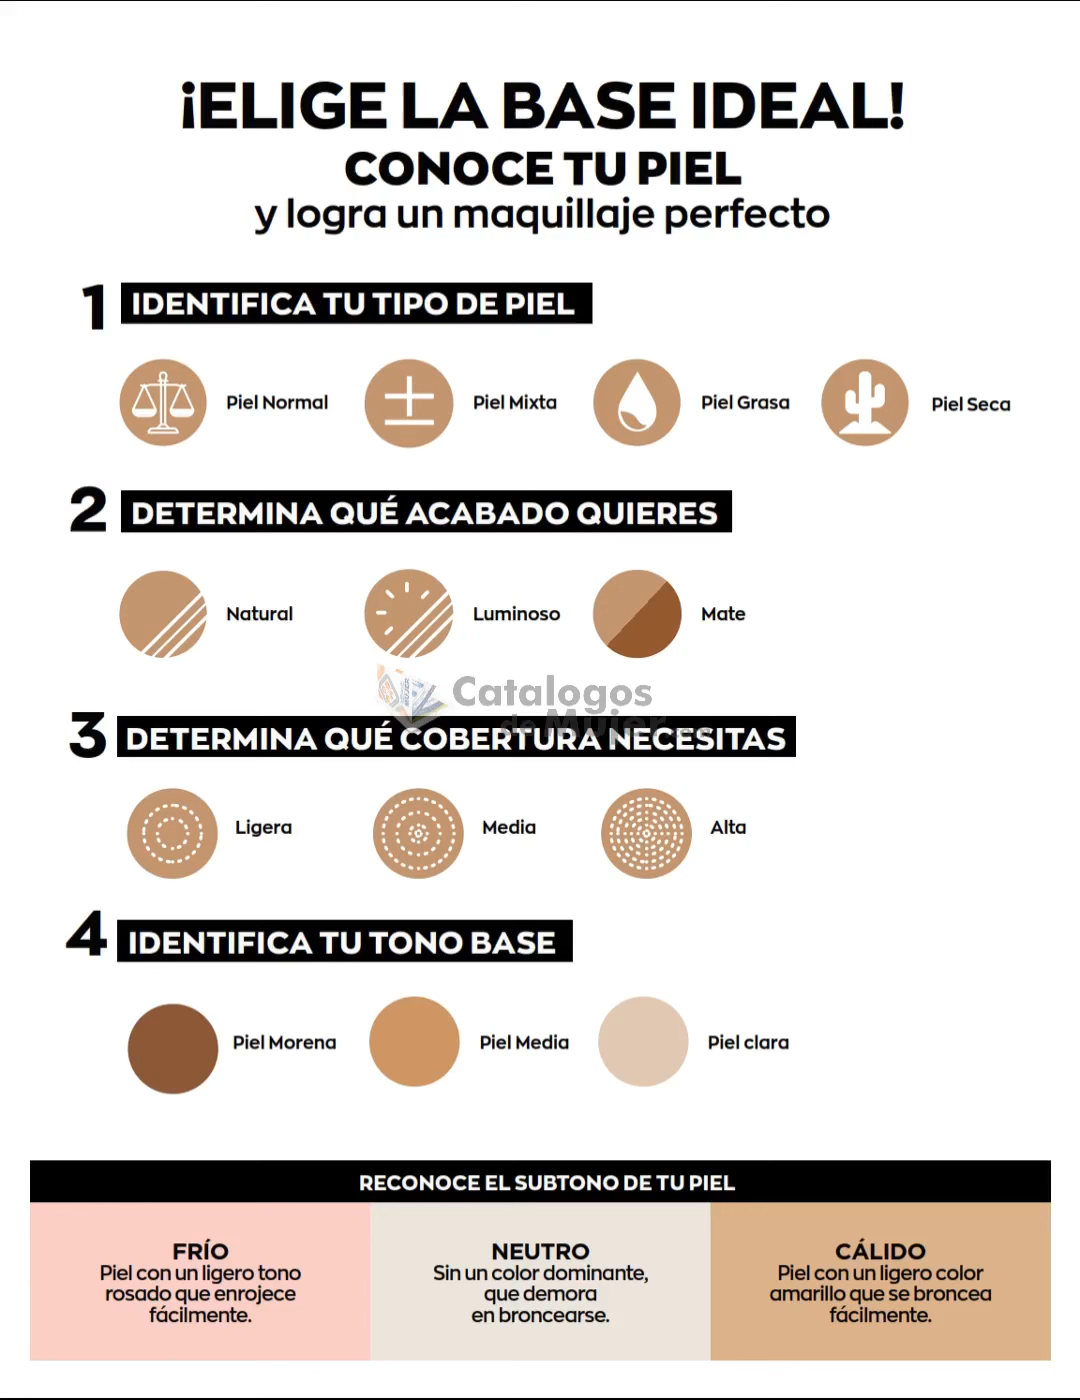 ¡ELIGE LA BASE IDEAL!
CONOCE TU PIEL
y logra un maquillaje perfecto
1 IDENTIFICA TU TIPO DE PIEL
Piel Normal
Piel Mixta
Piel Grasa
Piel Seca
2 DETERMINA QUÉ ACABADO QUIERES
Natural
Luminoso
Mate
Catalogos
de Mujer.com
3 DETERMINA QUÉ COBERTURA NECESITAS
Ligera
Media
Alta
4 IDENTIFICA TU TONO BASE
Piel Morena
Piel Media
Piel clara
RECONOCE EL SUBTONO DE TU PIEL
FRÍO
Piel con un ligero tono
rosado que enrojece
fácilmente.
NEUTRO
Sin un color dominante,
que demora
en broncearse.
CÁLIDO
Piel con un ligero color
amarillo que se broncea
fácilmente.